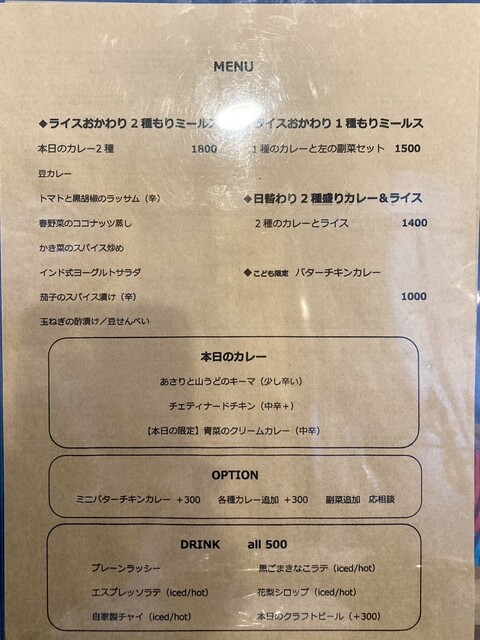 MENU
◆ライスおかわり２種もりミールス
本日のカレー２種 1800
豆カレー
トマトと黒胡椒のラッサム（辛）
春野菜のココナッツ蒸し
かき菜のスパイス炒め
インド式ヨーグルトサラダ
茄子のスパイス漬け（辛）
玉ねぎの酢漬け／豆せんべい
イスおかわり１種もりミールス
１種のカレーと左の副菜セット 1500
◆日替わり２種盛りカレー＆ライス
２種のカレーとライス 1400
◆こども限定 バターチキンカレー
1000
本日のカレー
あさりと山うどのキーマ（少し辛い）
チェティナードチキン（中辛＋）
【本日の限定】青菜のクリームカレー（中辛）
OPTION
ミニバターチキンカレー ＋300 各種カレー追加 ＋300 副菜追加 応相談
DRINK all 500
プレーンラッシー 黒ごまきなこラテ（iced/hot）
エスプレッソラテ（iced/hot） 花梨シロップ（iced/hot）
自家製チャイ（iced/hot） 本日のクラフトビール（＋300）